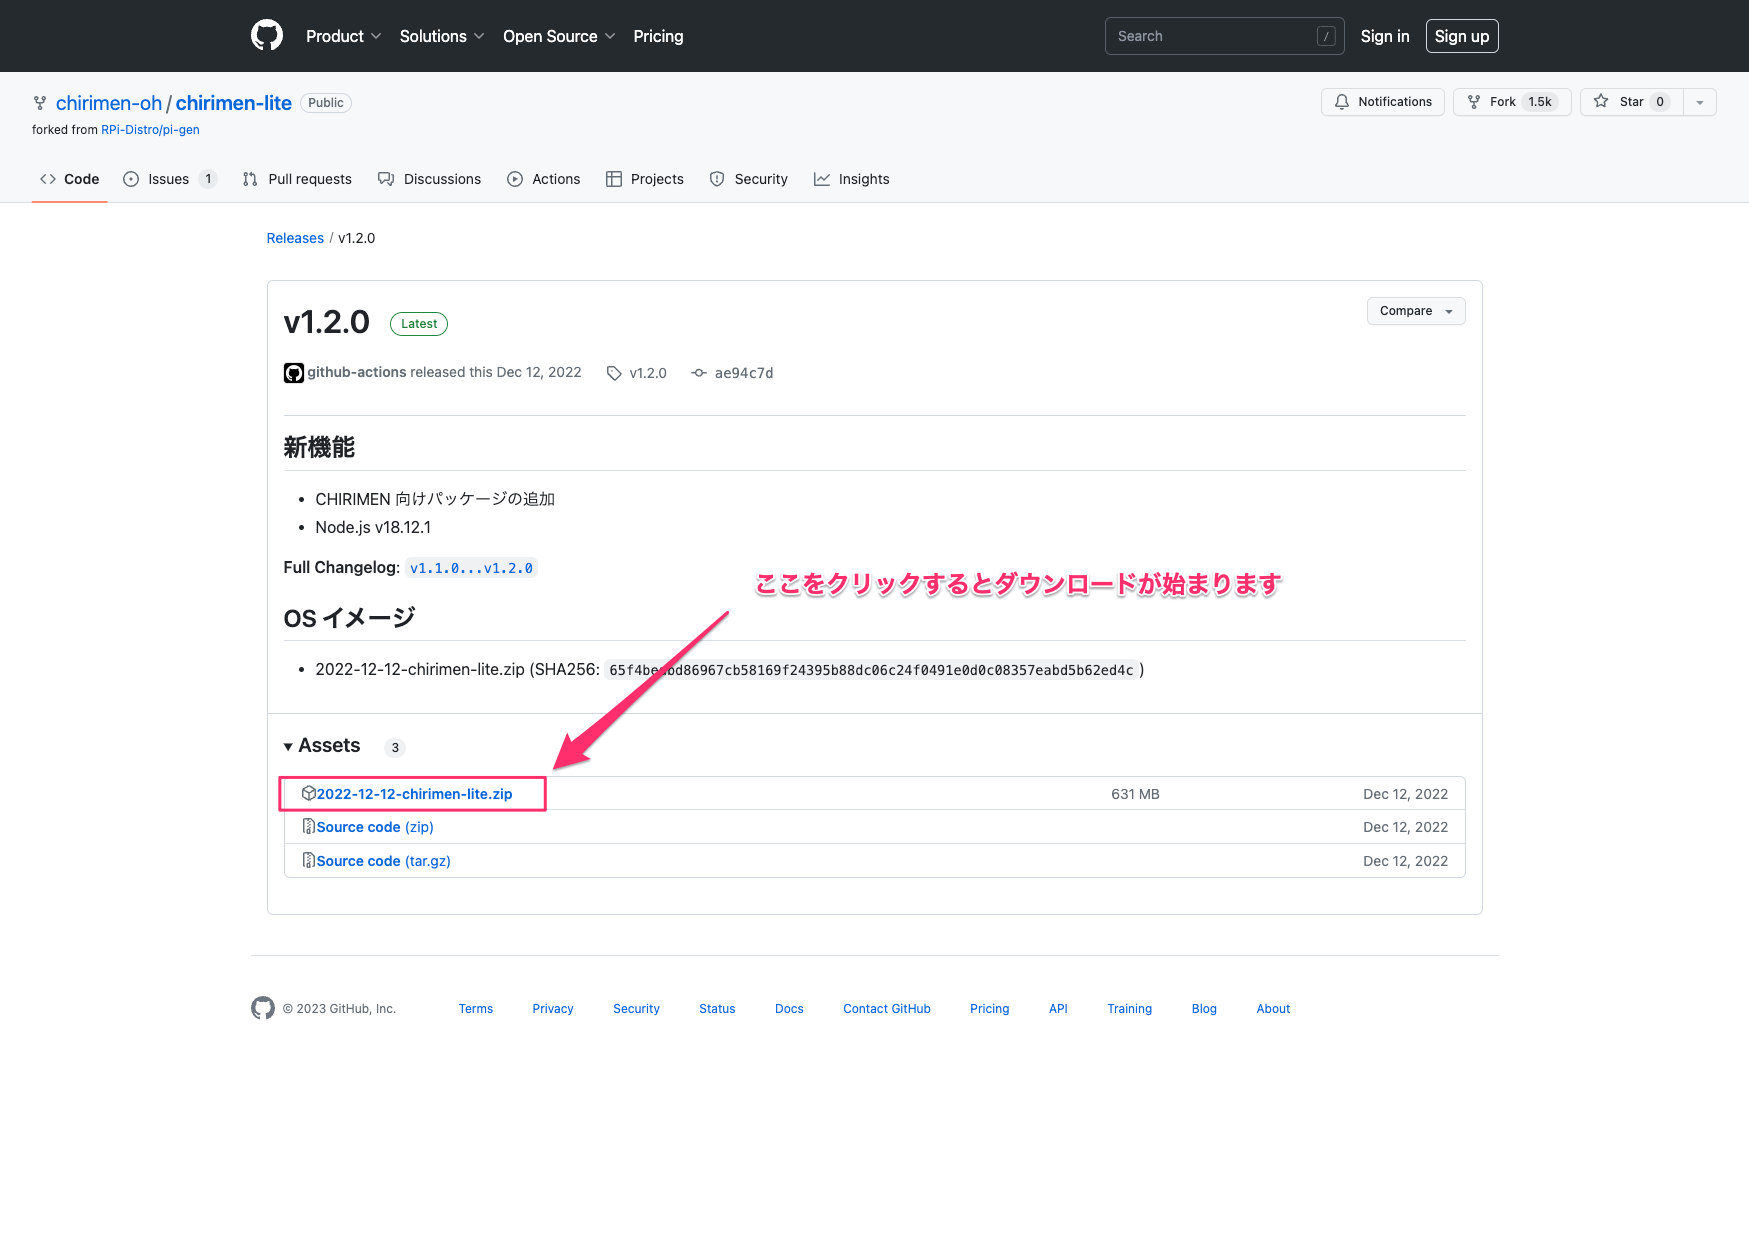 Product Solutions Open Source Pricing Search / Sign in Sign up
chirimen-oh / chirimen-lite Public Notifications Fork 1.5k Star 0
forked from RPi-Distro/pi-gen
Code Issues 1 Pull requests Discussions Actions Projects Security Insights
Releases / v1.2.0
v1.2.0 Latest Compare
github-actions released this Dec 12, 2022 v1.2.0 ae94c7d
新機能
• CHIRIMEN 向けパッケージの追加
• Node.js v18.12.1
Full Changelog: v1.1.0...v1.2.0
ここをクリックするとダウンロードが始まります
OS イメージ
• 2022-12-12-chirimen-lite.zip (SHA256:
Assets 3
2022-12-12-chirimen-lite.zip 631 MB Dec 12, 2022
Source code (zip) Dec 12, 2022
Source code (tar.gz) Dec 12, 2022
© 2023 GitHub, Inc. Terms Privacy Security Status Docs Contact GitHub Pricing API Training Blog About